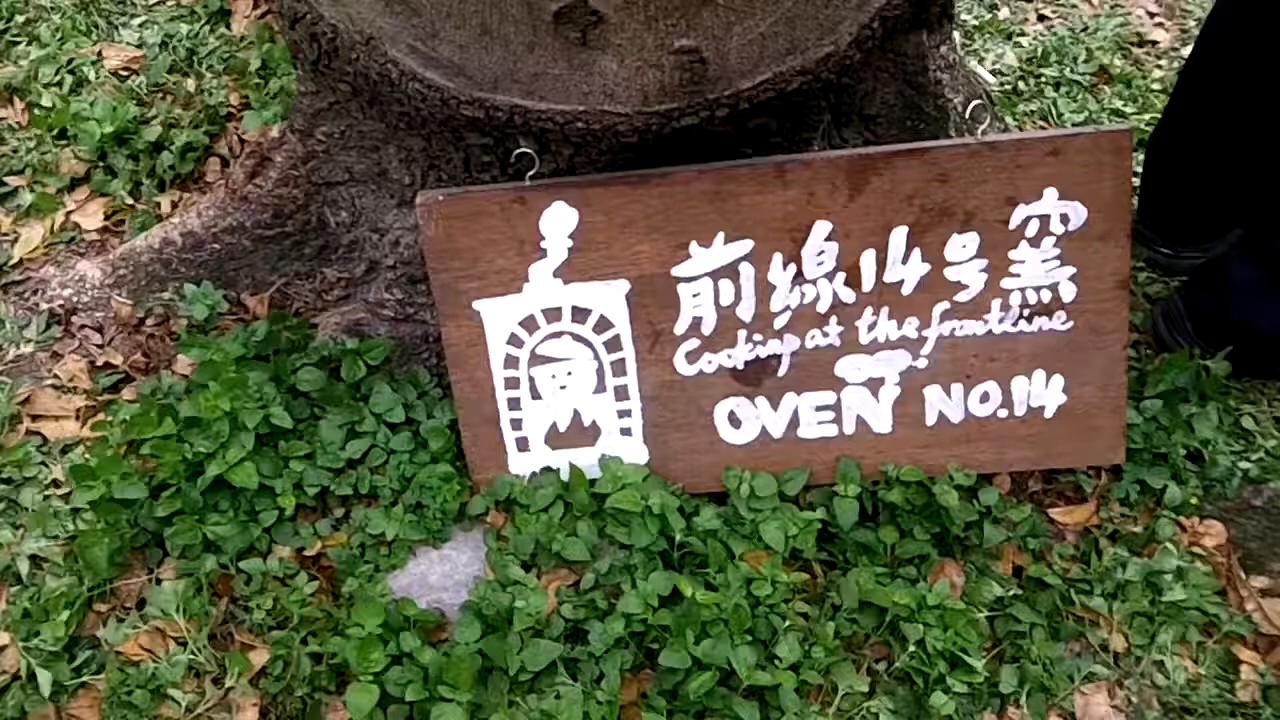 前線14号窯
Cooking at the frontline
OVEN NO.14